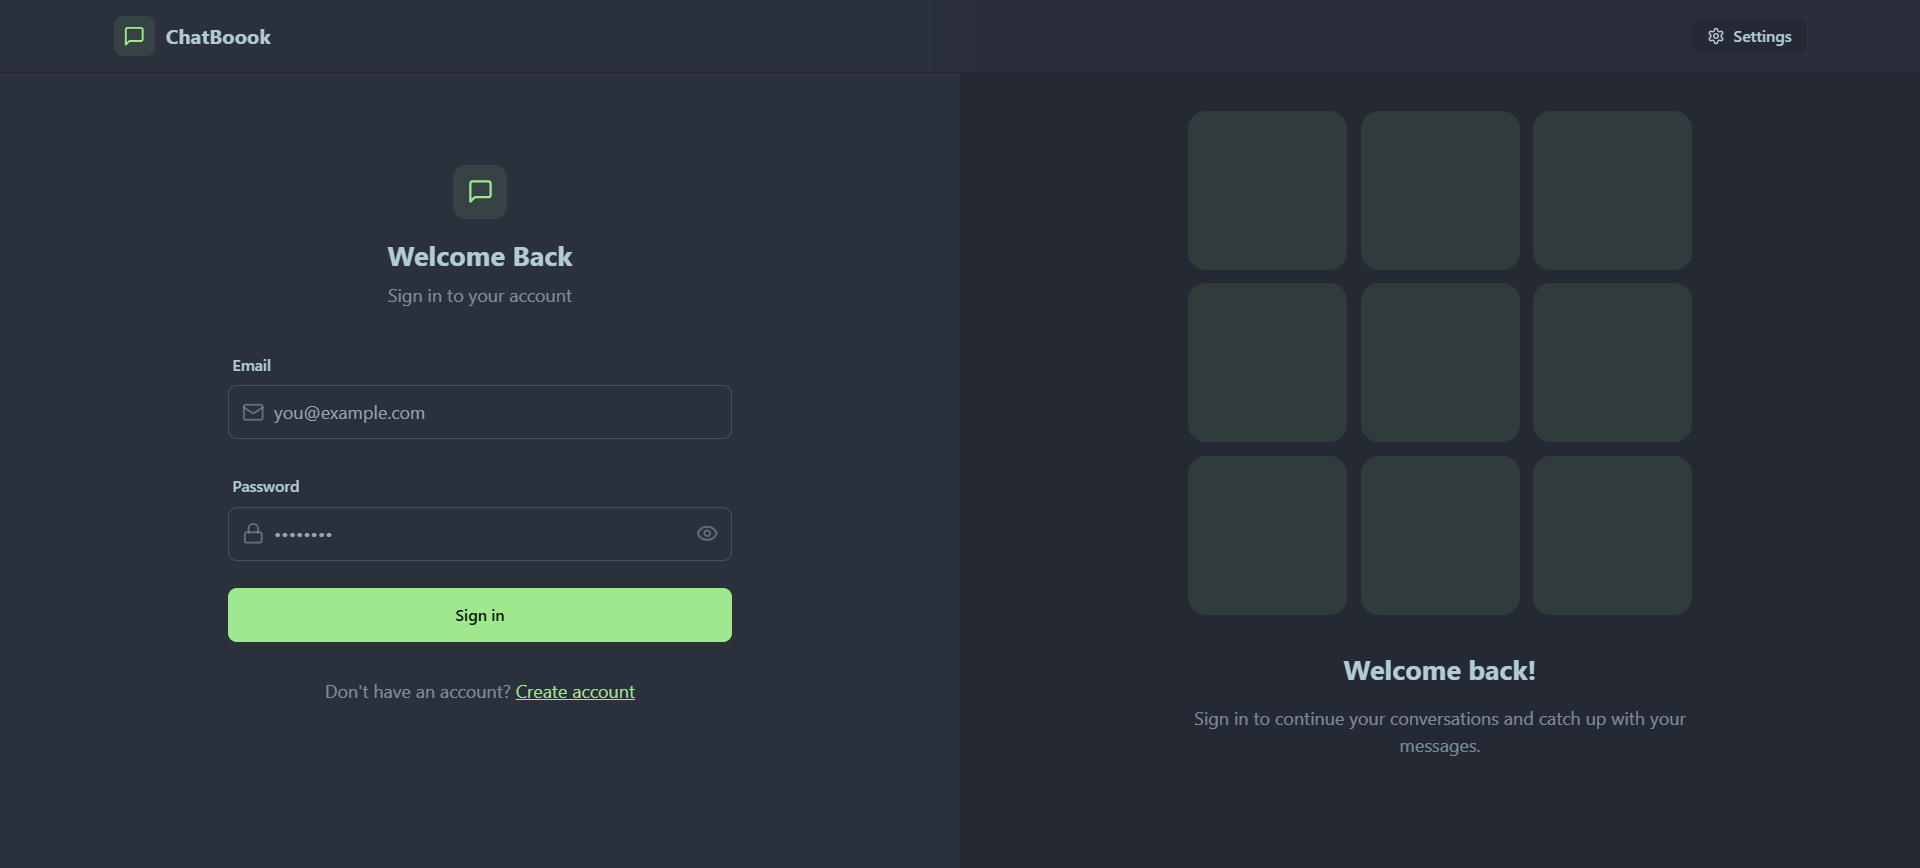 ChatBoook
Settings
Welcome Back
Sign in to your account
Email
you@example.com
Password
••••••••
Sign in
Don't have an account? Create account
Welcome back!
Sign in to continue your conversations and catch up with your
messages.